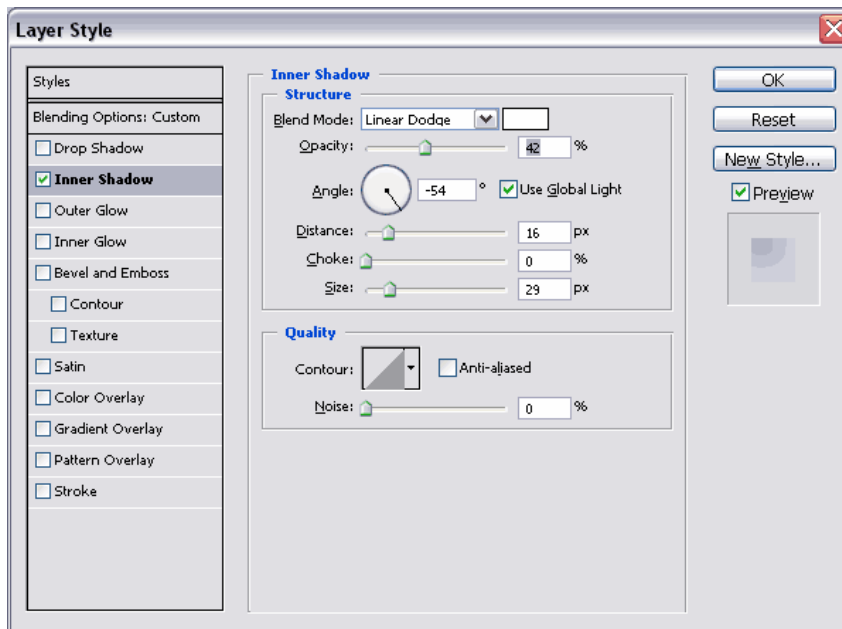 Layer Style
Styles
Blending Options: Custom
Drop Shadow
Inner Shadow
Outer Glow
Inner Glow
Bevel and Emboss
Contour
Texture
Satin
Color Overlay
Gradient Overlay
Pattern Overlay
Stroke
Inner Shadow
Structure
Blend Mode: Linear Dodge
Opacity: 42 %
Angle: -54 ° Use Global Light
Distance: 16 px
Choke: 0 %
Size: 29 px
Quality
Contour: Anti-aliased
Noise: 0 %
OK
Reset
New Style...
Preview